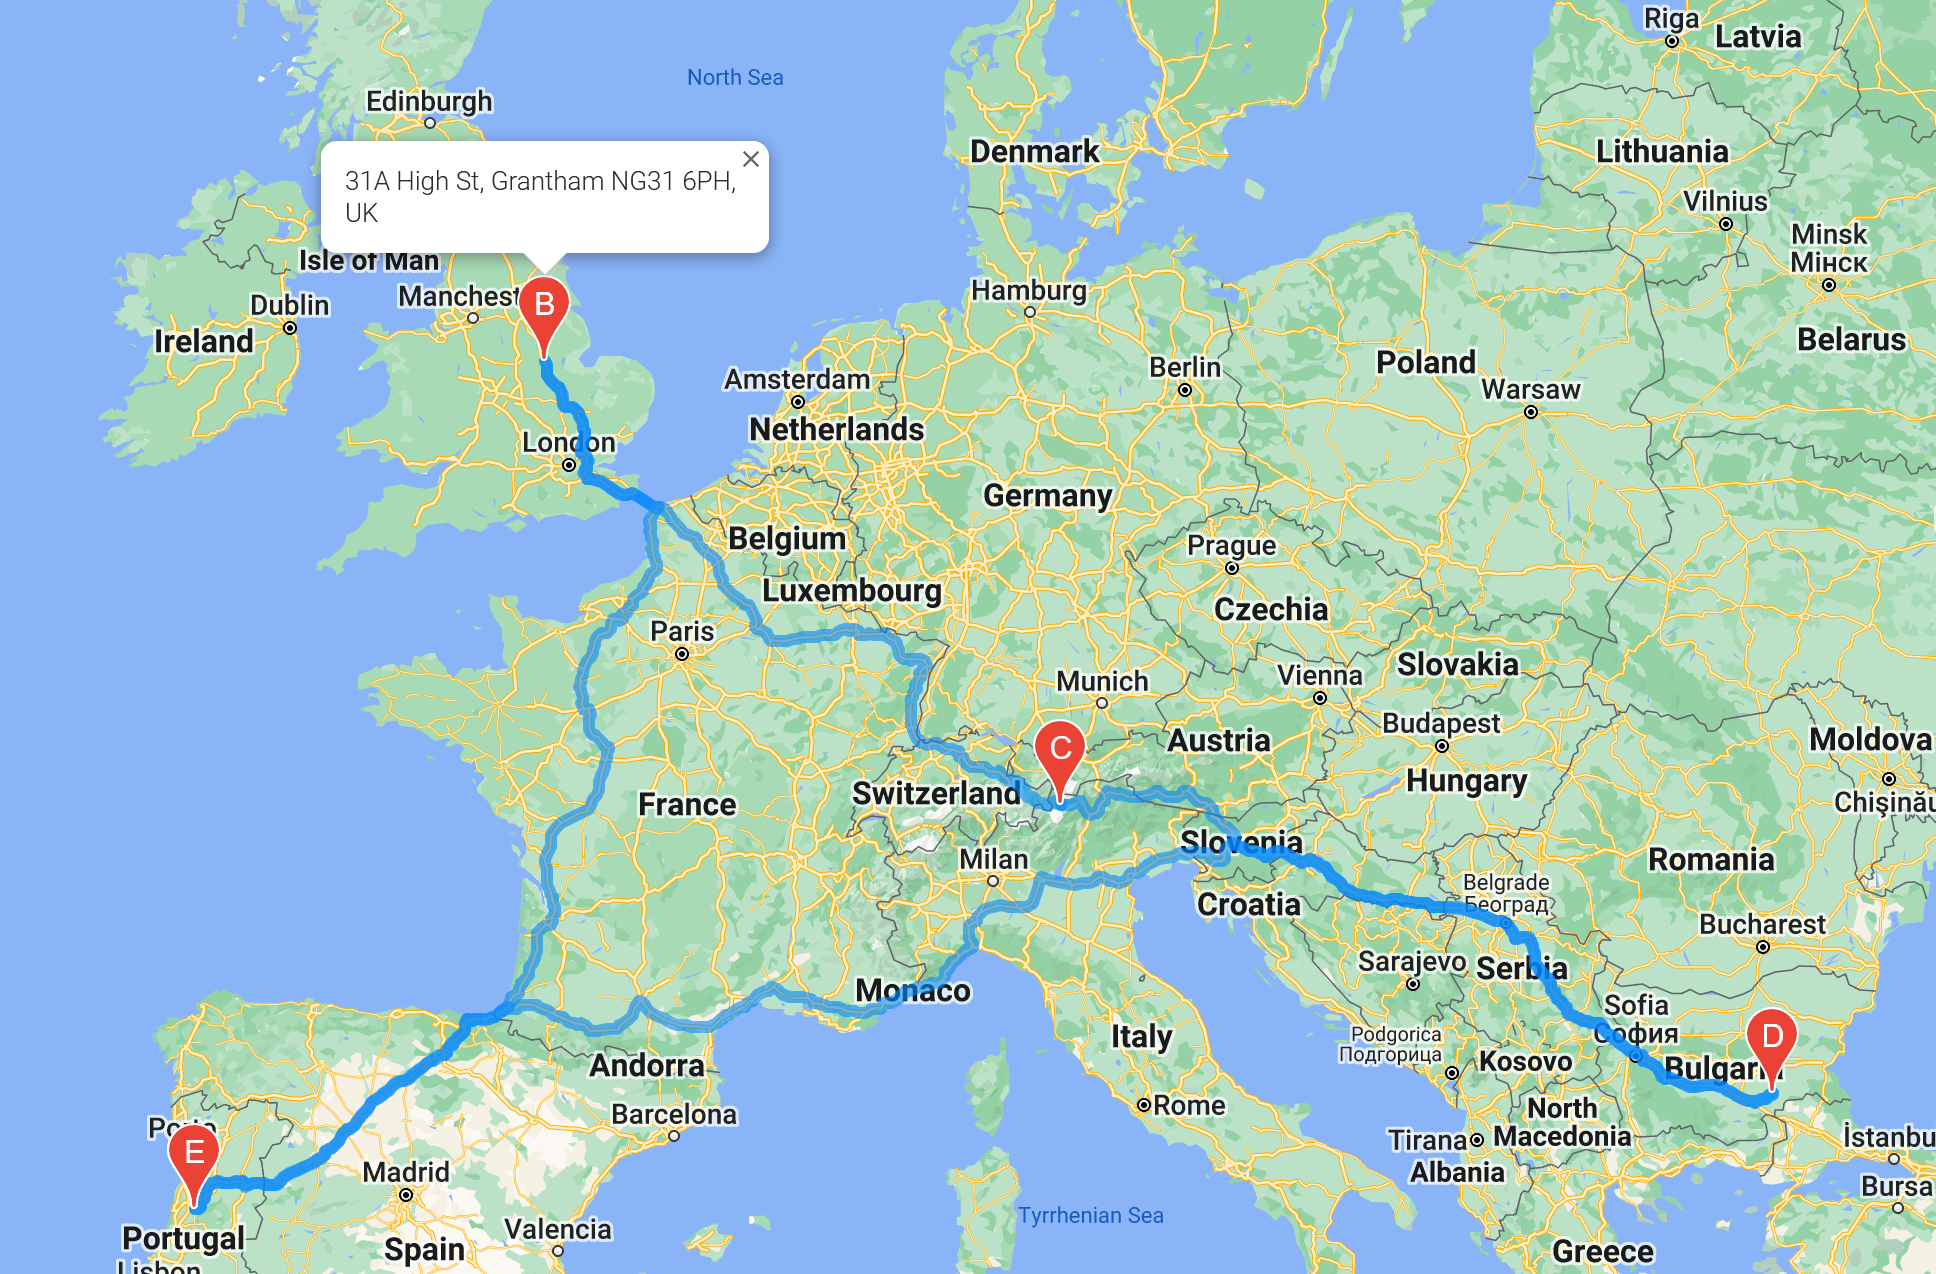 Riga
Latvia
North Sea
Edinburgh
Denmark
Lithuania
31A High St, Grantham NG31 6PH,
UK
Vilnius
Minsk
Мінск
Isle of Man
Hamburg
Manchest
B
Dublin
Ireland
Belarus
Poland
Berlin
Amsterdam
Warsaw
Netherlands
London
Germany
Belgium
Prague
Luxembourg
Czechia
Paris
Slovakia
Vienna
Munich
Budapest
Austria
Moldova
C
Hungary
Switzerland
France
Chișinău
Slovenia
Milan
Romania
Belgrade
Београд
Croatia
Bucharest
Sarajevo
Serbia
Monaco
Sofia
София
Italy
D
Podgorica
Подгорица
Kosovo
Andorra
Bulgari
North
Macedonia
Rome
Barcelona
Porto
İstanbu
Tirana
E
Albania
Madrid
Bursa
Tyrrhenian Sea
Valencia
Portugal
Spain
Greece
Lisbon